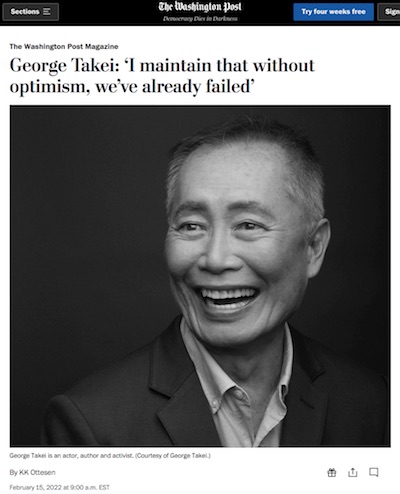 Sections
The Washington Post
Democracy Dies in Darkness
Try four weeks free
Sign
The Washington Post Magazine
George Takei: ‘I maintain that without
optimism, we’ve already failed’
George Takei is an actor, author and activist. (Courtesy of George Takei.)
By KK Ottesen
February 15, 2022 at 9:00 a.m. EST